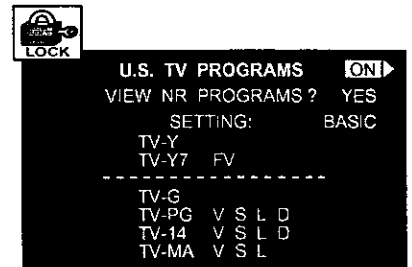 LOCK
U.S. TV PROGRAMS ON
VIEW NR PROGRAMS? YES
SETTING: BASIC
TV-Y
TV-Y7 FV
TV-G
TV-PG V S L D
TV-14 V S L D
TV-MA V S L